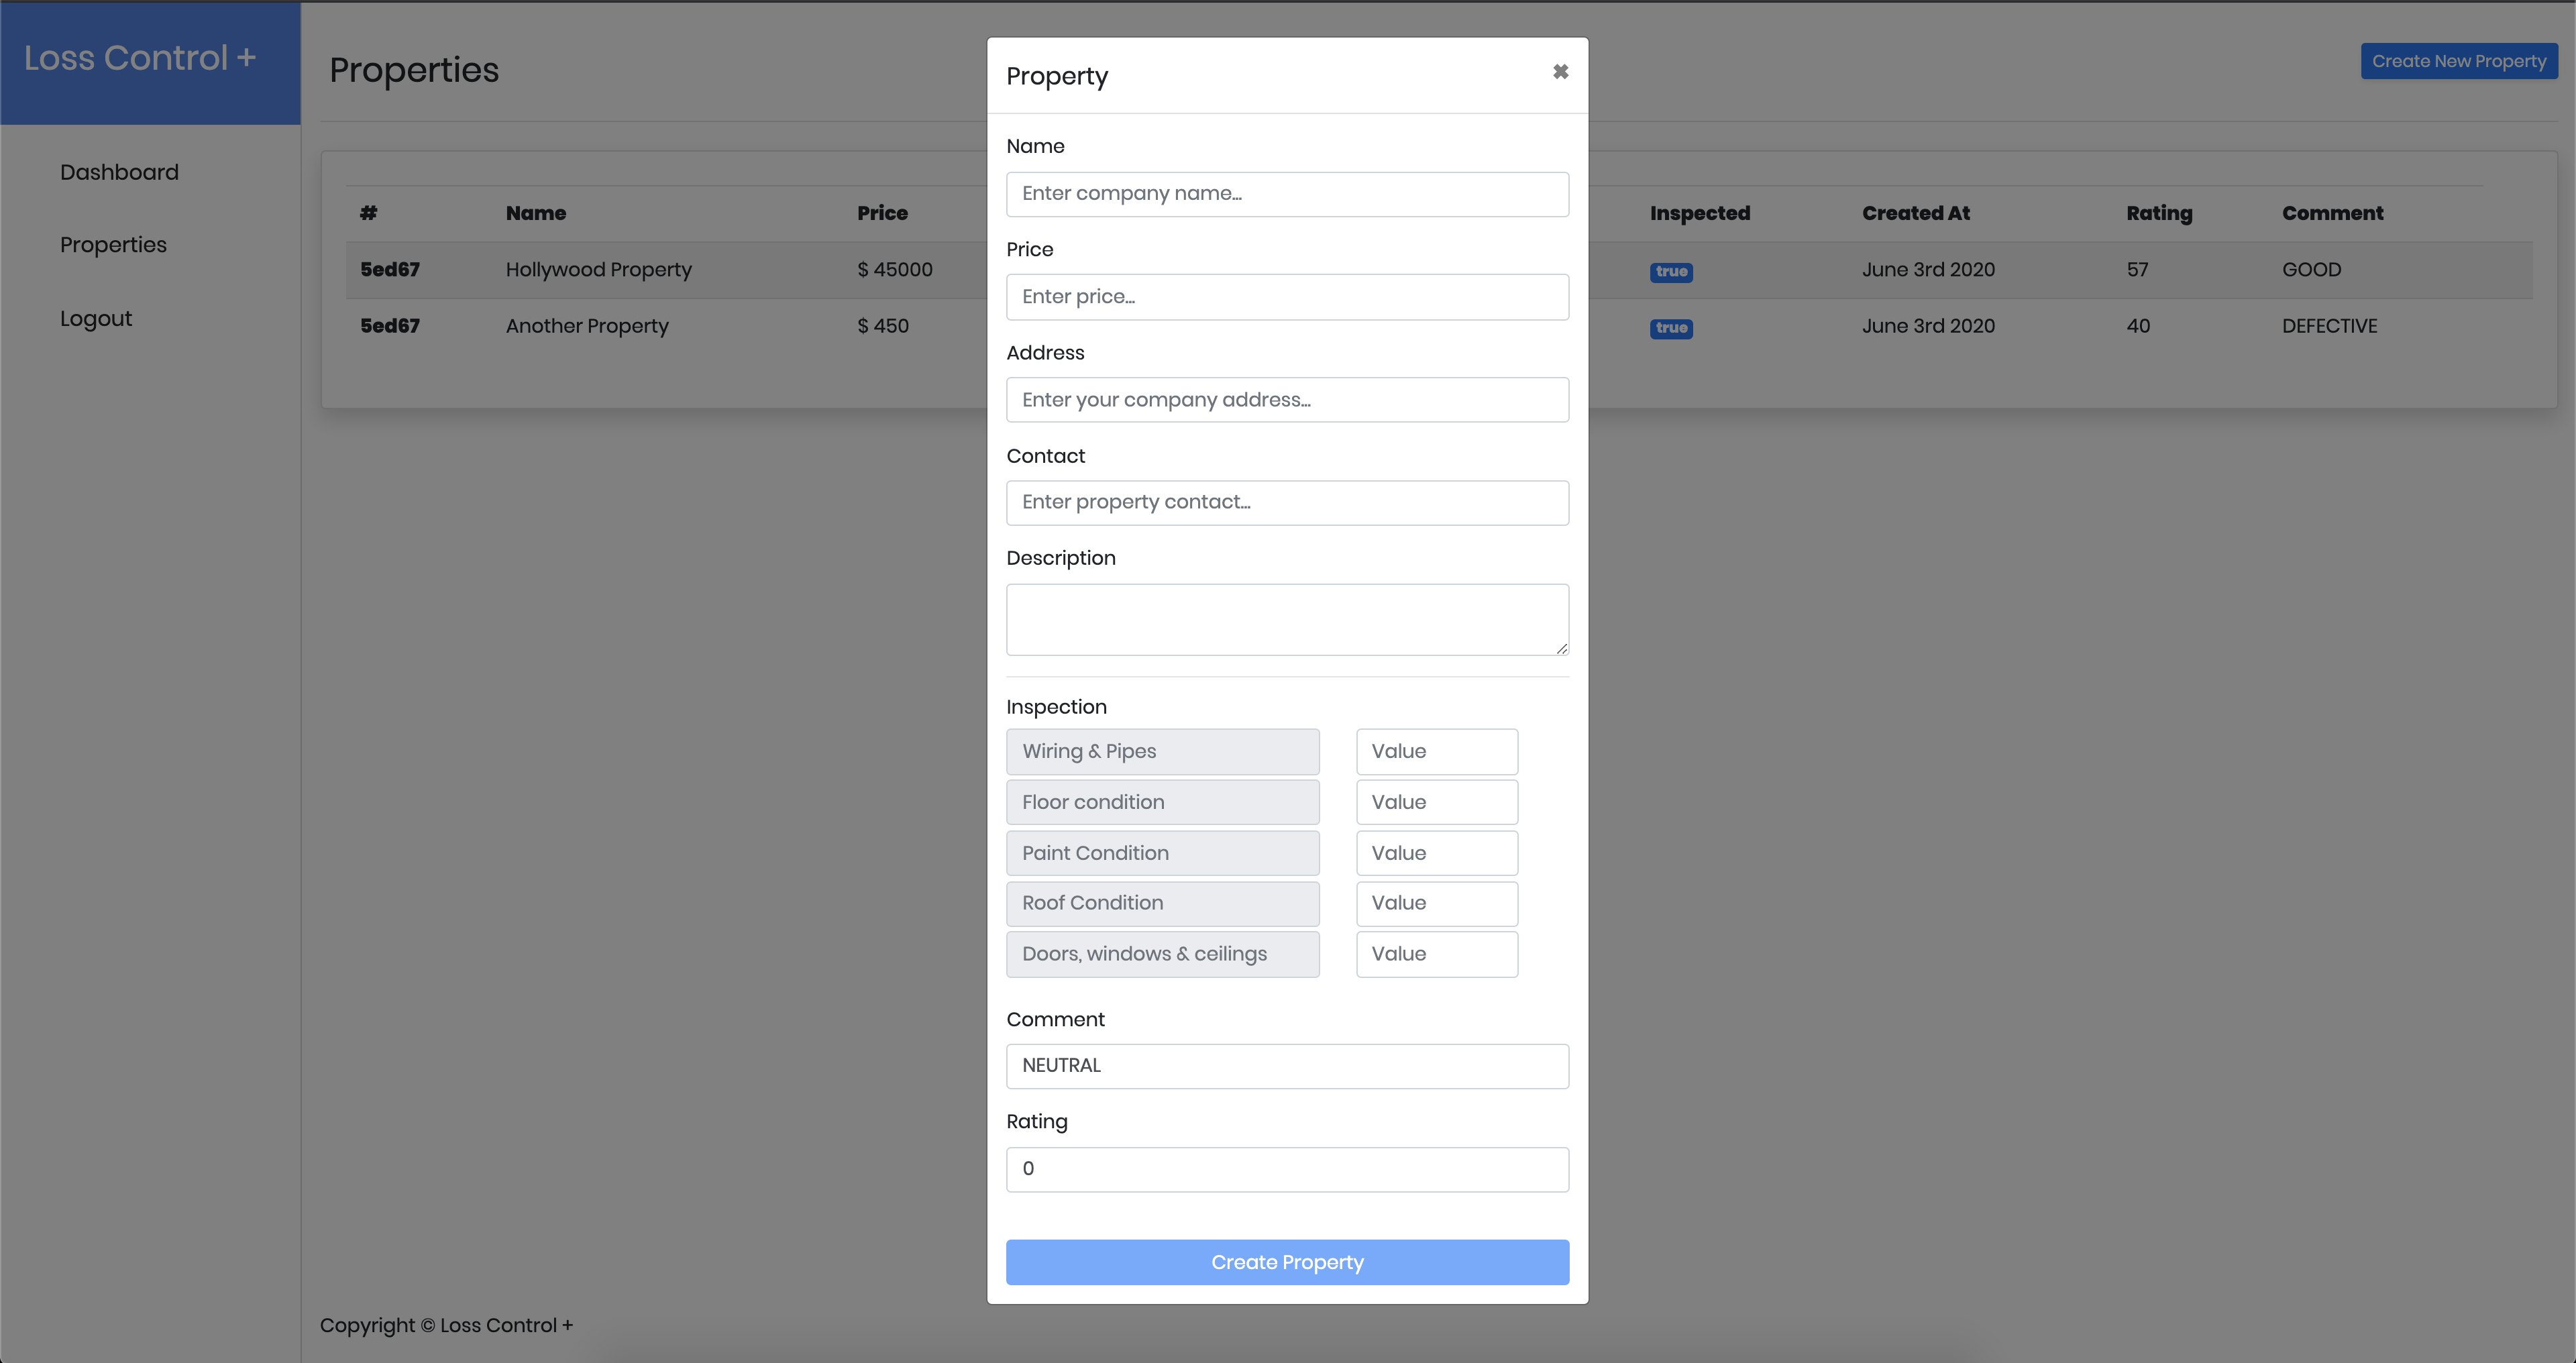 Loss Control +
Dashboard
Properties
Logout
Properties
Create New Property
# Name Price Inspected Created At Rating Comment
5ed67 Hollywood Property $ 45000 true June 3rd 2020 57 GOOD
5ed67 Another Property $ 450 true June 3rd 2020 40 DEFECTIVE
Property ✖
Name
Enter company name...
Price
Enter price...
Address
Enter your company address...
Contact
Enter property contact...
Description
Inspection
Wiring & Pipes Value
Floor condition Value
Paint Condition Value
Roof Condition Value
Doors, windows & ceilings Value
Comment
NEUTRAL
Rating
0
Create Property
Copyright © Loss Control +